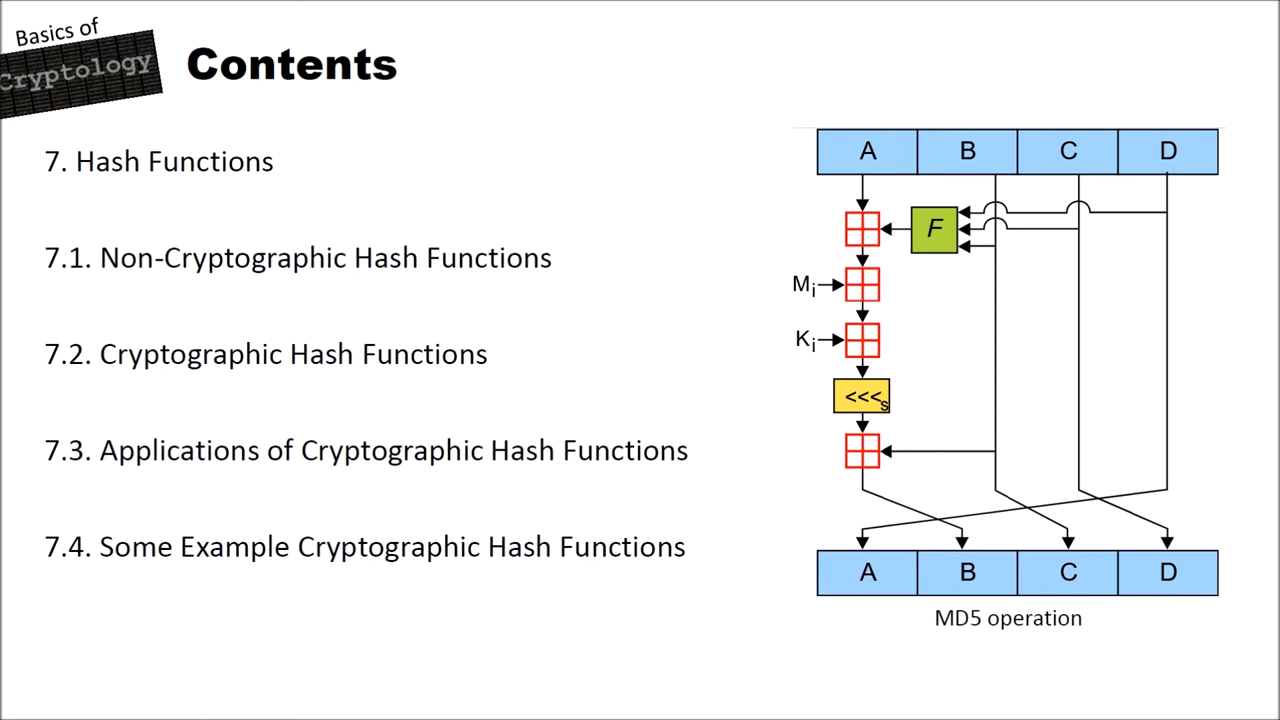 Basics of
Cryptology
Contents
7. Hash Functions
7.1. Non-Cryptographic Hash Functions
7.2. Cryptographic Hash Functions
7.3. Applications of Cryptographic Hash Functions
7.4. Some Example Cryptographic Hash Functions
A B C D
F
Mi
Ki
<<<s
A B C D
MD5 operation